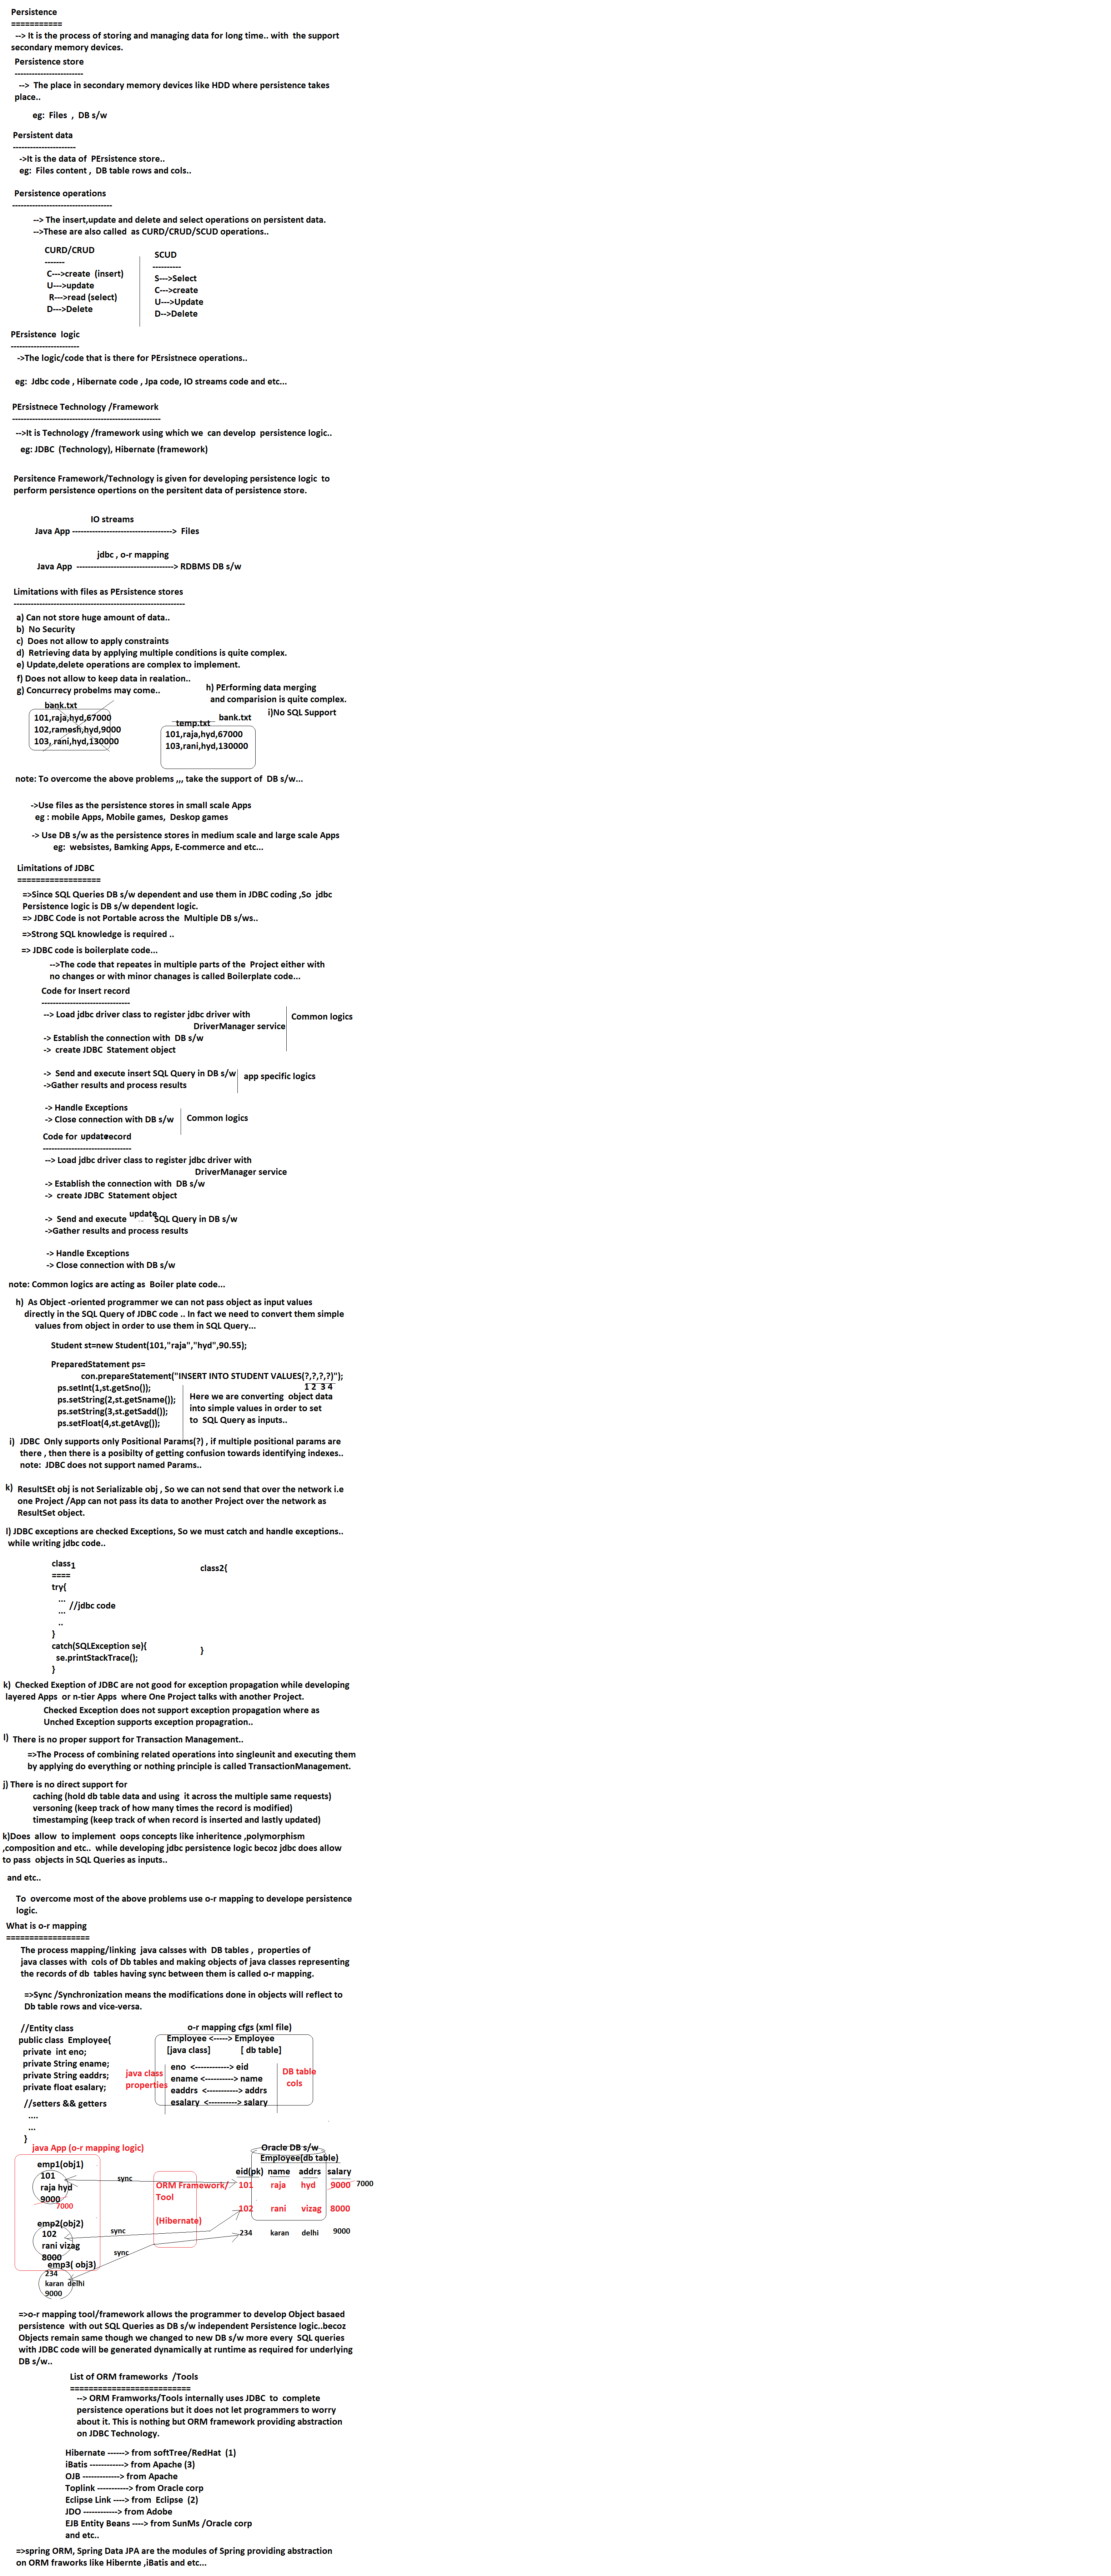 Persistence
===========
--> It is the process of storing and managing data for long time.. with the support
secondary memory devices.
Persistence store
------------------------
--> The place in secondary memory devices like HDD where persistence takes
place..
eg: Files , DB s/w
Persistent data
----------------------
->It is the data of PErsistence store..
eg: Files content , DB table rows and cols..
Persistence operations
-----------------------------------
--> The insert,update and delete and select operations on persistent data.
-->These are also called as CURD/CRUD/SCUD operations..
CURD/CRUD
-------
C--->create (insert)
U--->update
R--->read (select)
D--->Delete
SCUD
----------
S--->Select
C--->create
U--->Update
D-->Delete
PErsistence logic
------------------------
->The logic/code that is there for PErsistnece operations..
eg: Jdbc code , Hibernate code , Jpa code, IO streams code and etc...
PErsistnece Technology /Framework
----------------------------------------------------
-->It is Technology /framework using which we can develop persistence logic..
eg: JDBC (Technology), Hibernate (framework)
Persitence Framework/Technology is given for developing persistence logic to
perform persistence opertions on the persitent data of persistence store.
IO streams
Java App -----------------------------------> Files
jdbc , o-r mapping
Java App ----------------------------------> RDBMS DB s/w
Limitations with files as PErsistence stores
------------------------------------------------------------
a) Can not store huge amount of data..
b) No Security
c) Does not allow to apply constraints
d) Retrieving data by applying multiple conditions is quite complex.
e) Update,delete operations are complex to implement.
f) Does not allow to keep data in realation..
g) Concurrecy probelms may come..
h) PErforming data merging
and comparision is quite complex.
i)No SQL Support
bank.txt
101,raja,hyd,67000
102,ramesh,hyd,9000
103, rani,hyd,130000
temp.txt bank.txt
101,raja,hyd,67000
103,rani,hyd,130000
note: To overcome the above problems ,,, take the support of DB s/w...
->Use files as the persistence stores in small scale Apps
eg : mobile Apps, Mobile games, Deskop games
-> Use DB s/w as the persistence stores in medium scale and large scale Apps
eg: websistes, Bamking Apps, E-commerce and etc...
Limitations of JDBC
==================
=>Since SQL Queries DB s/w dependent and use them in JDBC coding ,So jdbc
Persistence logic is DB s/w dependent logic.
=> JDBC Code is not Portable across the Multiple DB s/ws..
=>Strong SQL knowledge is required ..
=> JDBC code is boilerplate code...
-->The code that repeates in multiple parts of the Project either with
no changes or with minor chanages is called Boilerplate code...
Code for Insert record
-------------------------------
--> Load jdbc driver class to register jdbc driver with
DriverManager service
-> Establish the connection with DB s/w
-> create JDBC Statement object
Common logics
-> Send and execute insert SQL Query in DB s/w
->Gather results and process results
app specific logics
-> Handle Exceptions
-> Close connection with DB s/w
Common logics
Code for update record
-------------------------------
--> Load jdbc driver class to register jdbc driver with
DriverManager service
-> Establish the connection with DB s/w
-> create JDBC Statement object
-> Send and execute update SQL Query in DB s/w
->Gather results and process results
-> Handle Exceptions
-> Close connection with DB s/w
note: Common logics are acting as Boiler plate code...
h) As Object -oriented programmer we can not pass object as input values
directly in the SQL Query of JDBC code .. In fact we need to convert them simple
values from object in order to use them in SQL Query...
Student st=new Student(101,"raja","hyd",90.55);
PreparedStatement ps=
con.prepareStatement("INSERT INTO STUDENT VALUES(?,?,?,?)");
1 2 3 4
ps.setInt(1,st.getSno());
ps.setString(2,st.getSname());
ps.setString(3,st.getSadd());
ps.setFloat(4,st.getAvg());
Here we are converting object data
into simple values in order to set
to SQL Query as inputs..
i) JDBC Only supports only Positional Params(?) , if multiple positional params are
there , then there is a posibilty of getting confusion towards identifying indexes..
note: JDBC does not support named Params..
k) ResultSEt obj is not Serializable obj , So we can not send that over the network i.e
one Project /App can not pass its data to another Project over the network as
ResultSet object.
l) JDBC exceptions are checked Exceptions, So we must catch and handle exceptions..
while writing jdbc code..
class1
====
try{
...
... //jdbc code
..
}
catch(SQLException se){
se.printStackTrace();
}
class2{
}
k) Checked Exeption of JDBC are not good for exception propagation while developing
layered Apps or n-tier Apps where One Project talks with another Project.
Checked Exception does not support exception propagation where as
Unched Exception supports exception propagration..
l) There is no proper support for Transaction Management..
=>The Process of combining related operations into singleunit and executing them
by applying do everything or nothing principle is called TransactionManagement.
j) There is no direct support for
caching (hold db table data and using it across the multiple same requests)
versoning (keep track of how many times the record is modified)
timestamping (keep track of when record is inserted and lastly updated)
k)Does allow to implement oops concepts like inheritence ,polymorphism
,composition and etc.. while developing jdbc persistence logic becoz jdbc does allow
to pass objects in SQL Queries as inputs..
and etc..
To overcome most of the above problems use o-r mapping to develope persistence
logic.
What is o-r mapping
==================
The process mapping/linking java calsses with DB tables , properties of
java classes with cols of Db tables and making objects of java classes representing
the records of db tables having sync between them is called o-r mapping.
=>Sync /Synchronization means the modifications done in objects will reflect to
Db table rows and vice-versa.
//Entity class
public class Employee{
private int eno;
private String ename;
private String eaddrs;
private float esalary;
//setters && getters
....
...
}
o-r mapping cfgs (xml file)
Employee <-----> Employee
[java class] [ db table]
java class
properties
eno <------------> eid
ename <----------> name
eaddrs <-----------> addrs
esalary <----------> salary
DB table
cols
java App (o-r mapping logic)
emp1(obj1)
101
raja hyd
9000
7000
emp2(obj2)
102
rani vizag
8000
emp3( obj3)
234
karan delhi
9000
sync
sync
sync
ORM Framework/
Tool
(Hibernate)
Oracle DB s/w
Employee(db table)
eid(pk) name addrs salary
101 raja hyd 9000 7000
102 rani vizag 8000
234 karan delhi 9000
=>o-r mapping tool/framework allows the programmer to develop Object basaed
persistence with out SQL Queries as DB s/w independent Persistence logic..becoz
Objects remain same though we changed to new DB s/w more every SQL queries
with JDBC code will be generated dynamically at runtime as required for underlying
DB s/w..
List of ORM frameworks /Tools
==========================
--> ORM Framworks/Tools internally uses JDBC to complete
persistence operations but it does not let programmers to worry
about it. This is nothing but ORM framework providing abstraction
on JDBC Technology.
Hibernate ------> from softTree/RedHat (1)
iBatis ------------> from Apache (3)
OJB -------------> from Apache
Toplink -----------> from Oracle corp
Eclipse Link ----> from Eclipse (2)
JDO ------------> from Adobe
EJB Entity Beans ----> from SunMs /Oracle corp
and etc..
=>spring ORM, Spring Data JPA are the modules of Spring providing abstraction
on ORM fraworks like Hibernte ,iBatis and etc...